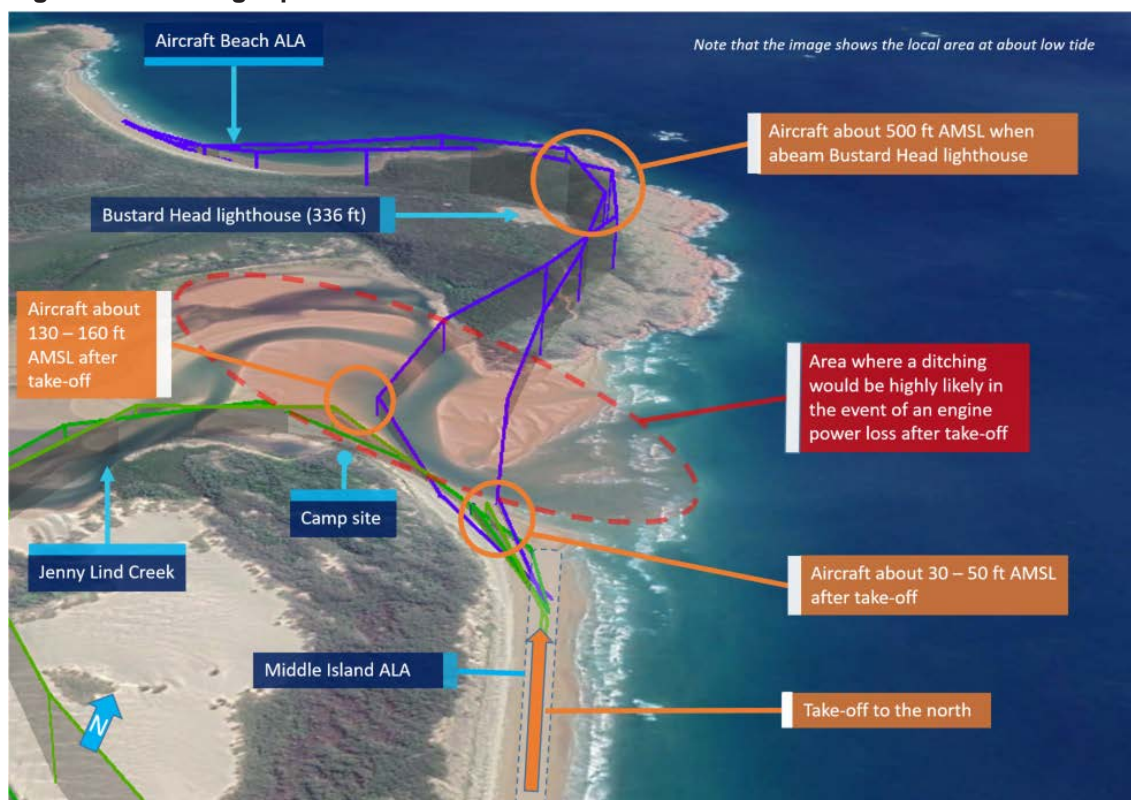 Aircraft Beach ALA
Note that the image shows the local area at about low tide
Aircraft about 500 ft AMSL when
abeam Bustard Head lighthouse
Bustard Head lighthouse (336 ft)
Aircraft about
130 – 160 ft
AMSL after
take-off
Area where a ditching
would be highly likely in
the event of an engine
power loss after take-off
Camp site
Jenny Lind Creek
Aircraft about 30 – 50 ft AMSL
after take-off
Middle Island ALA
N
Take-off to the north